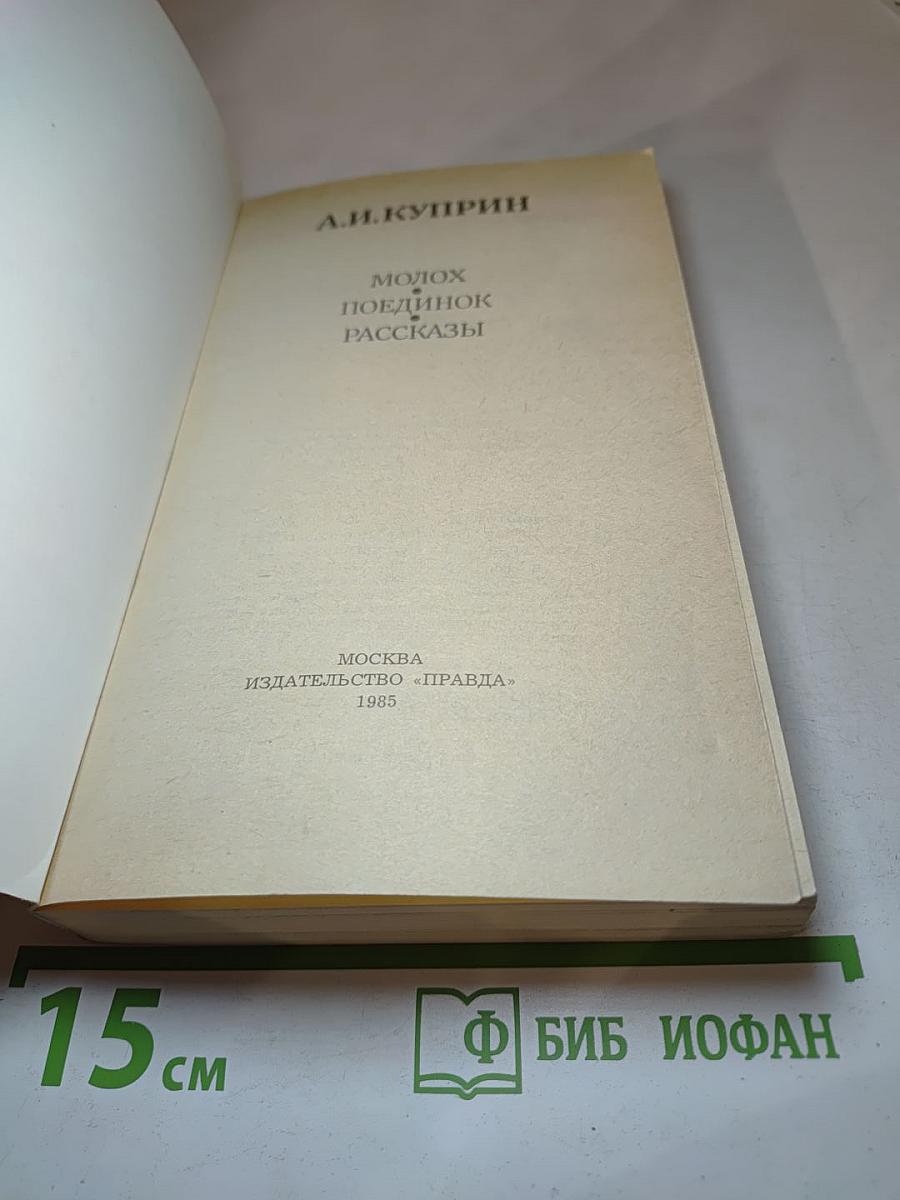 А.И.КУПРИН
МОЛОХ
•
ПОЕДИНОК
•
РАССКАЗЫ
МОСКВА
ИЗДАТЕЛЬСТВО «ПРАВДА»
1985
15 см
Ф БИБ ИОФАН